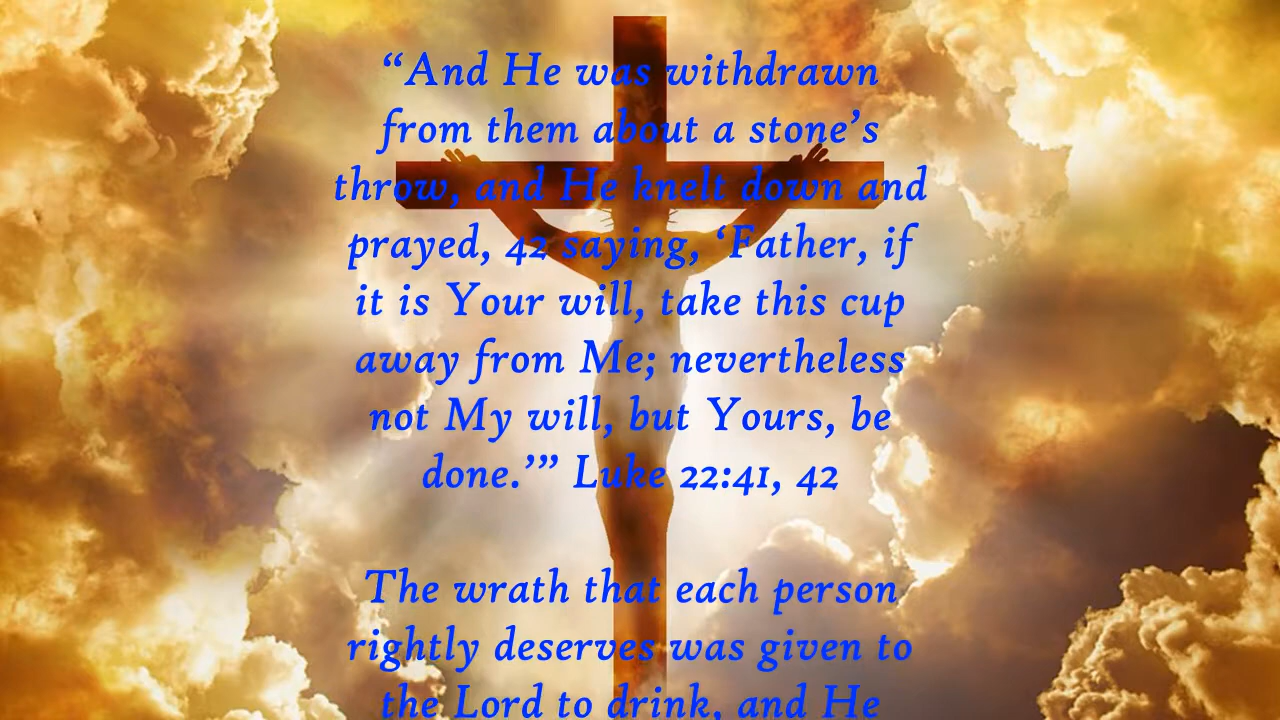 “And He was withdrawn
from them about a stone’s
throw, and He knelt down and
prayed, 42 saying, ‘Father, if
it is Your will, take this cup
away from Me; nevertheless
not My will, but Yours, be
done.’” Luke 22:41, 42
The wrath that each person
rightly deserves was given to
the Lord to drink, and He